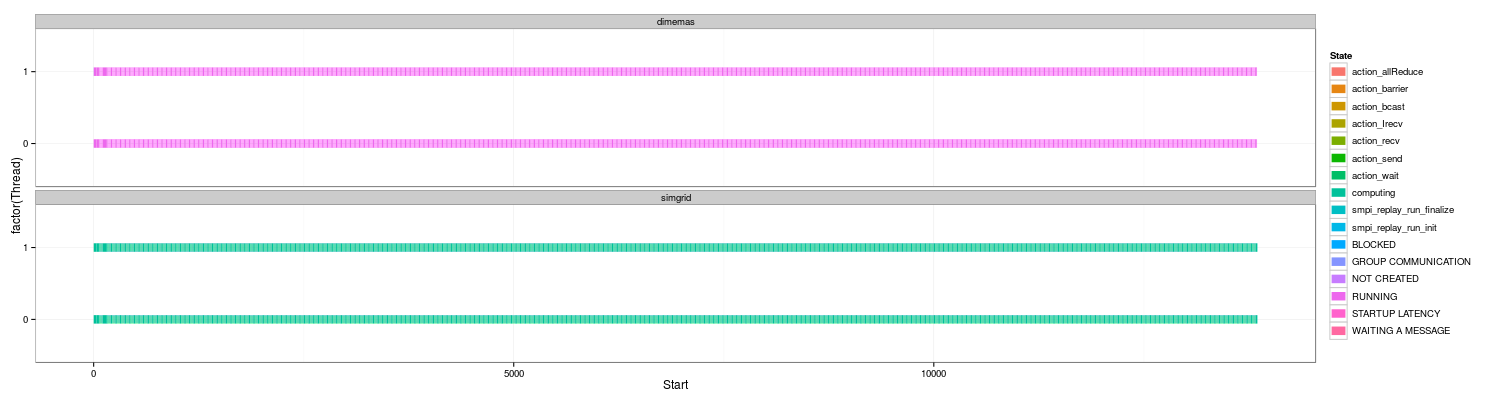 dimemas
1
0
simgrid
1
0
factor(Thread)
0
5000
10000
Start
State
action_allReduce
action_barrier
action_bcast
action_Irecv
action_recv
action_send
action_wait
computing
smpi_replay_run_finalize
smpi_replay_run_init
BLOCKED
GROUP COMMUNICATION
NOT CREATED
RUNNING
STARTUP LATENCY
WAITING A MESSAGE